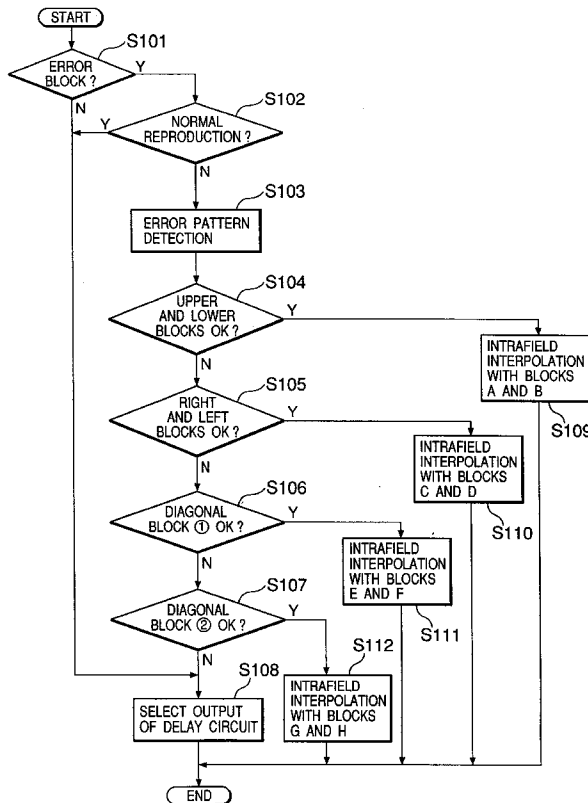 START
S101
ERROR
BLOCK ?
Y
N
S102
NORMAL
REPRODUCTION ?
Y
N
S103
ERROR PATTERN
DETECTION
S104
UPPER
AND LOWER
BLOCKS OK ?
Y
N
INTRAFIELD
INTERPOLATION
WITH BLOCKS
A AND B
S109
S105
RIGHT
AND LEFT
BLOCKS OK ?
Y
N
INTRAFIELD
INTERPOLATION
WITH BLOCKS
C AND D
S110
S106
DIAGONAL
BLOCK ① OK ?
Y
N
INTRAFIELD
INTERPOLATION
WITH BLOCKS
E AND F
S111
S107
DIAGONAL
BLOCK ② OK ?
Y
N
S112
INTRAFIELD
INTERPOLATION
WITH BLOCKS
G AND H
S108
SELECT OUTPUT
OF DELAY CIRCUIT
END